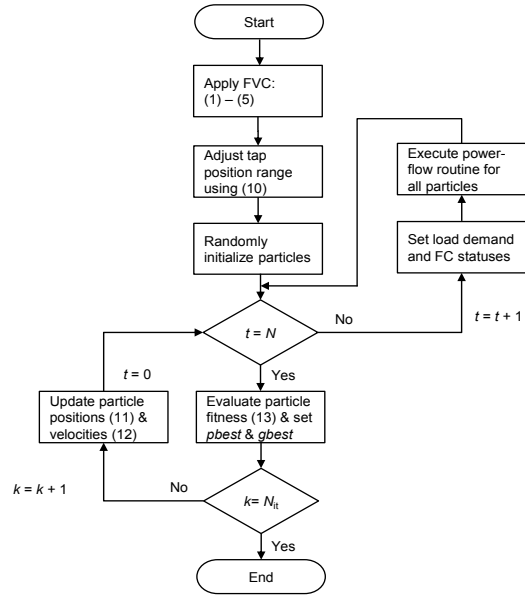 Start
Apply FVC:
(1) – (5)
Adjust tap
position range
using (10)
Randomly
initialize particles
Execute power-
flow routine for
all particles
Set load demand
and FC statuses
t = N
No
t = t + 1
Yes
t = 0
Update particle
positions (11) &
velocities (12)
Evaluate particle
fitness (13) & set
pbest & gbest
k = k + 1
No
k= Nit
Yes
End